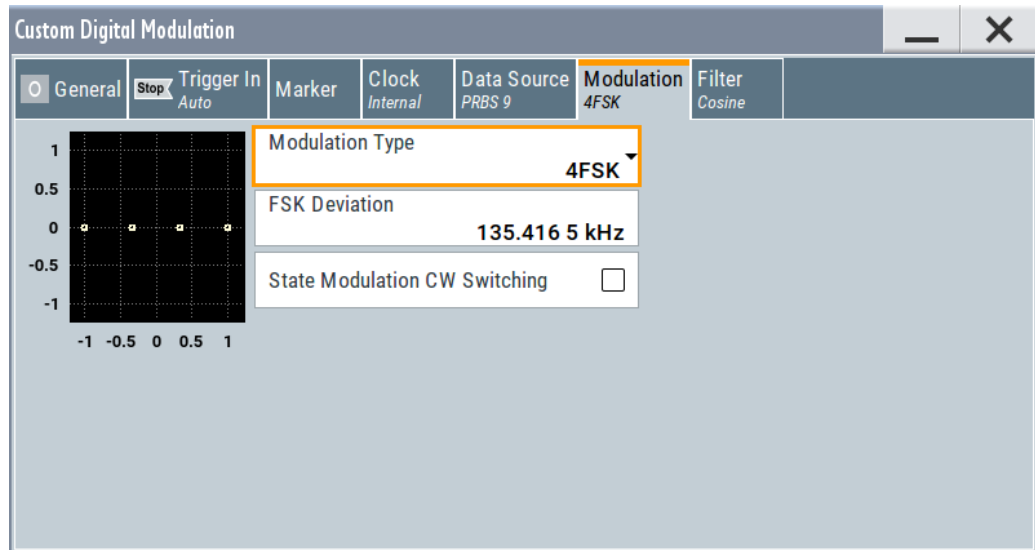 Custom Digital Modulation
O General Stop Trigger In Marker Clock Data Source Modulation Filter
Auto Internal PRBS 9 4FSK Cosine
Modulation Type
4FSK
FSK Deviation
135.416 5 kHz
State Modulation CW Switching
1
0.5
0
-0.5
-1
-1 -0.5 0 0.5 1